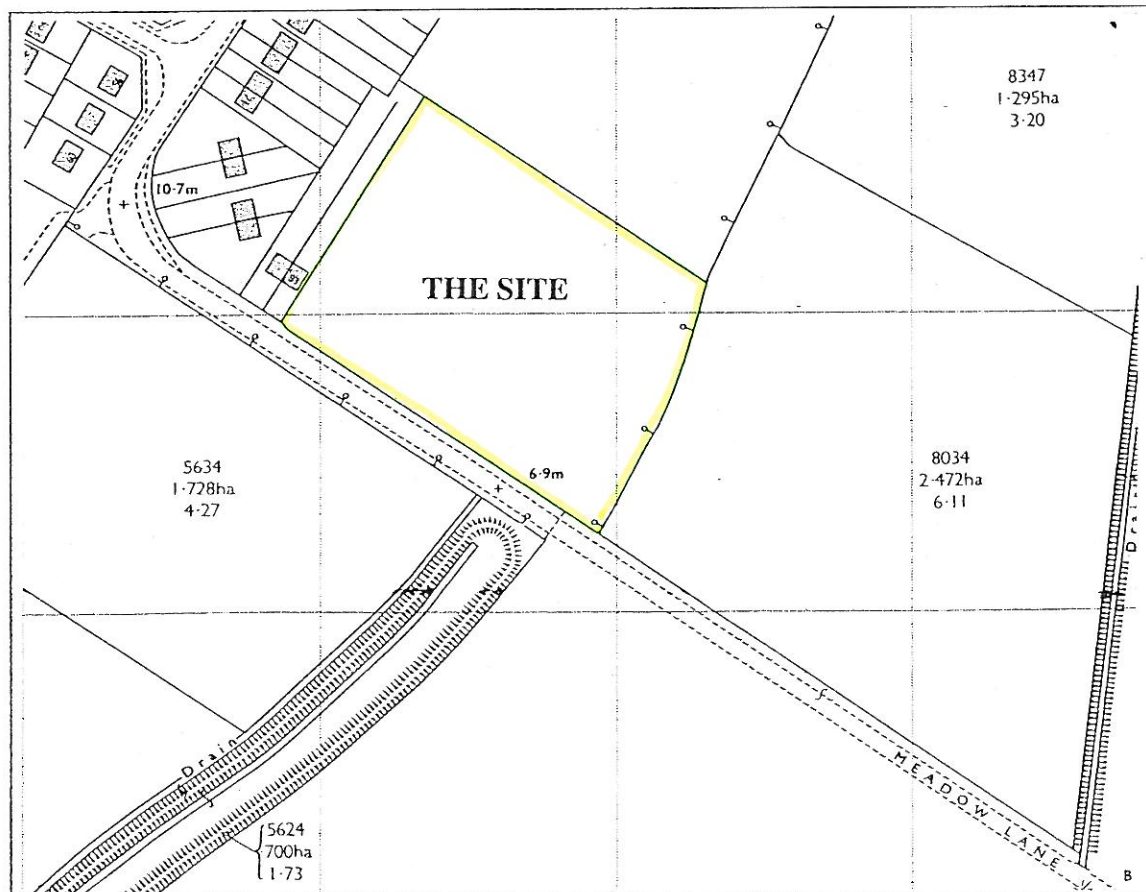 8347
1·295ha
3·20
10·7m
THE SITE
5634
1·728ha
4·27
6·9m
8034
2·472ha
6·11
Drain
Drain
MEADOW LANE
5624
700ha
1·73
B